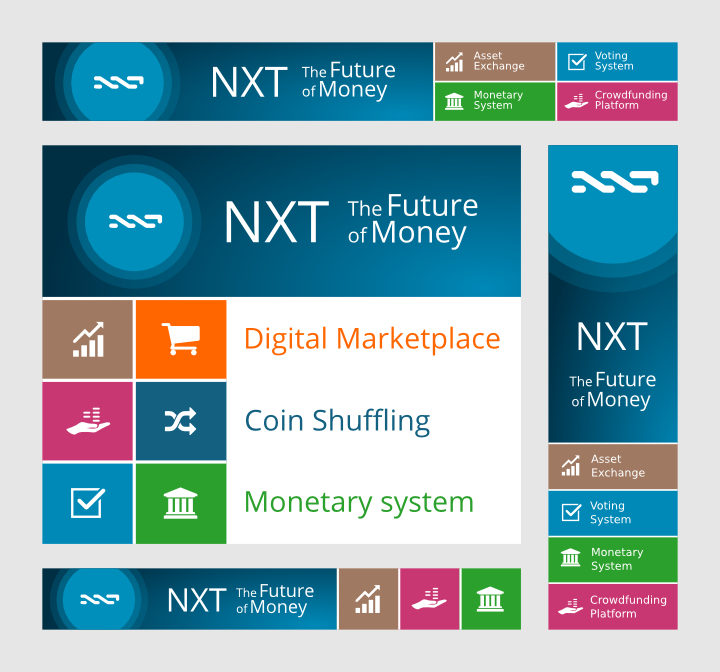 NXT
The Future
of Money
Asset
Exchange
Voting
System
Monetary
System
Crowdfunding
Platform
NXT
The Future
of Money
Digital Marketplace
Coin Shuffling
Monetary system
NXT
The Future
of Money
Asset
Exchange
Voting
System
Monetary
System
Crowdfunding
Platform
NXT
The Future
of Money